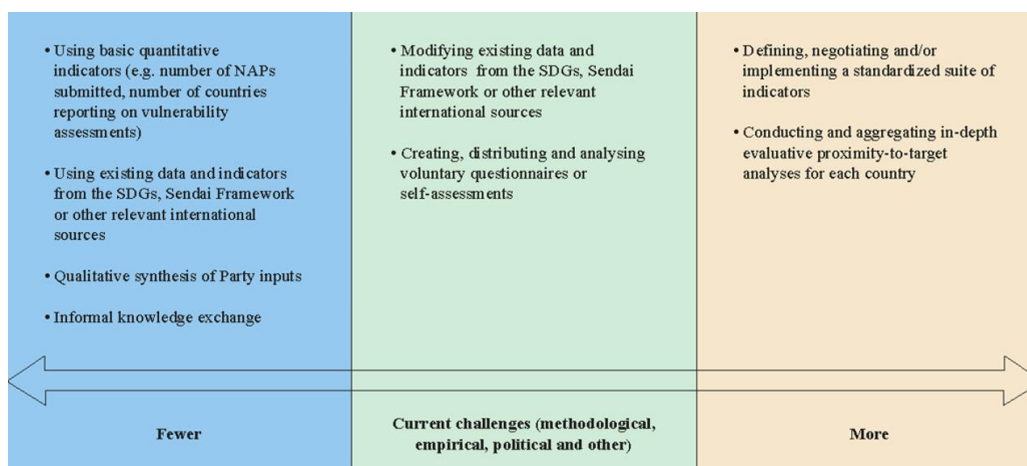 • Using basic quantitative
indicators (e.g. number of NAPs
submitted, number of countries
reporting on vulnerability
assessments)
• Using existing data and indicators
from the SDGs, Sendai Framework
or other relevant international
sources
• Qualitative synthesis of Party inputs
• Informal knowledge exchange
• Modifying existing data and
indicators from the SDGs, Sendai
Framework or other relevant
international sources
• Creating, distributing and analysing
voluntary questionnaires or
self-assessments
• Defining, negotiating and/or
implementing a standardized suite of
indicators
• Conducting and aggregating in-depth
evaluative proximity-to-target
analyses for each country
Fewer
Current challenges (methodological,
empirical, political and other)
More